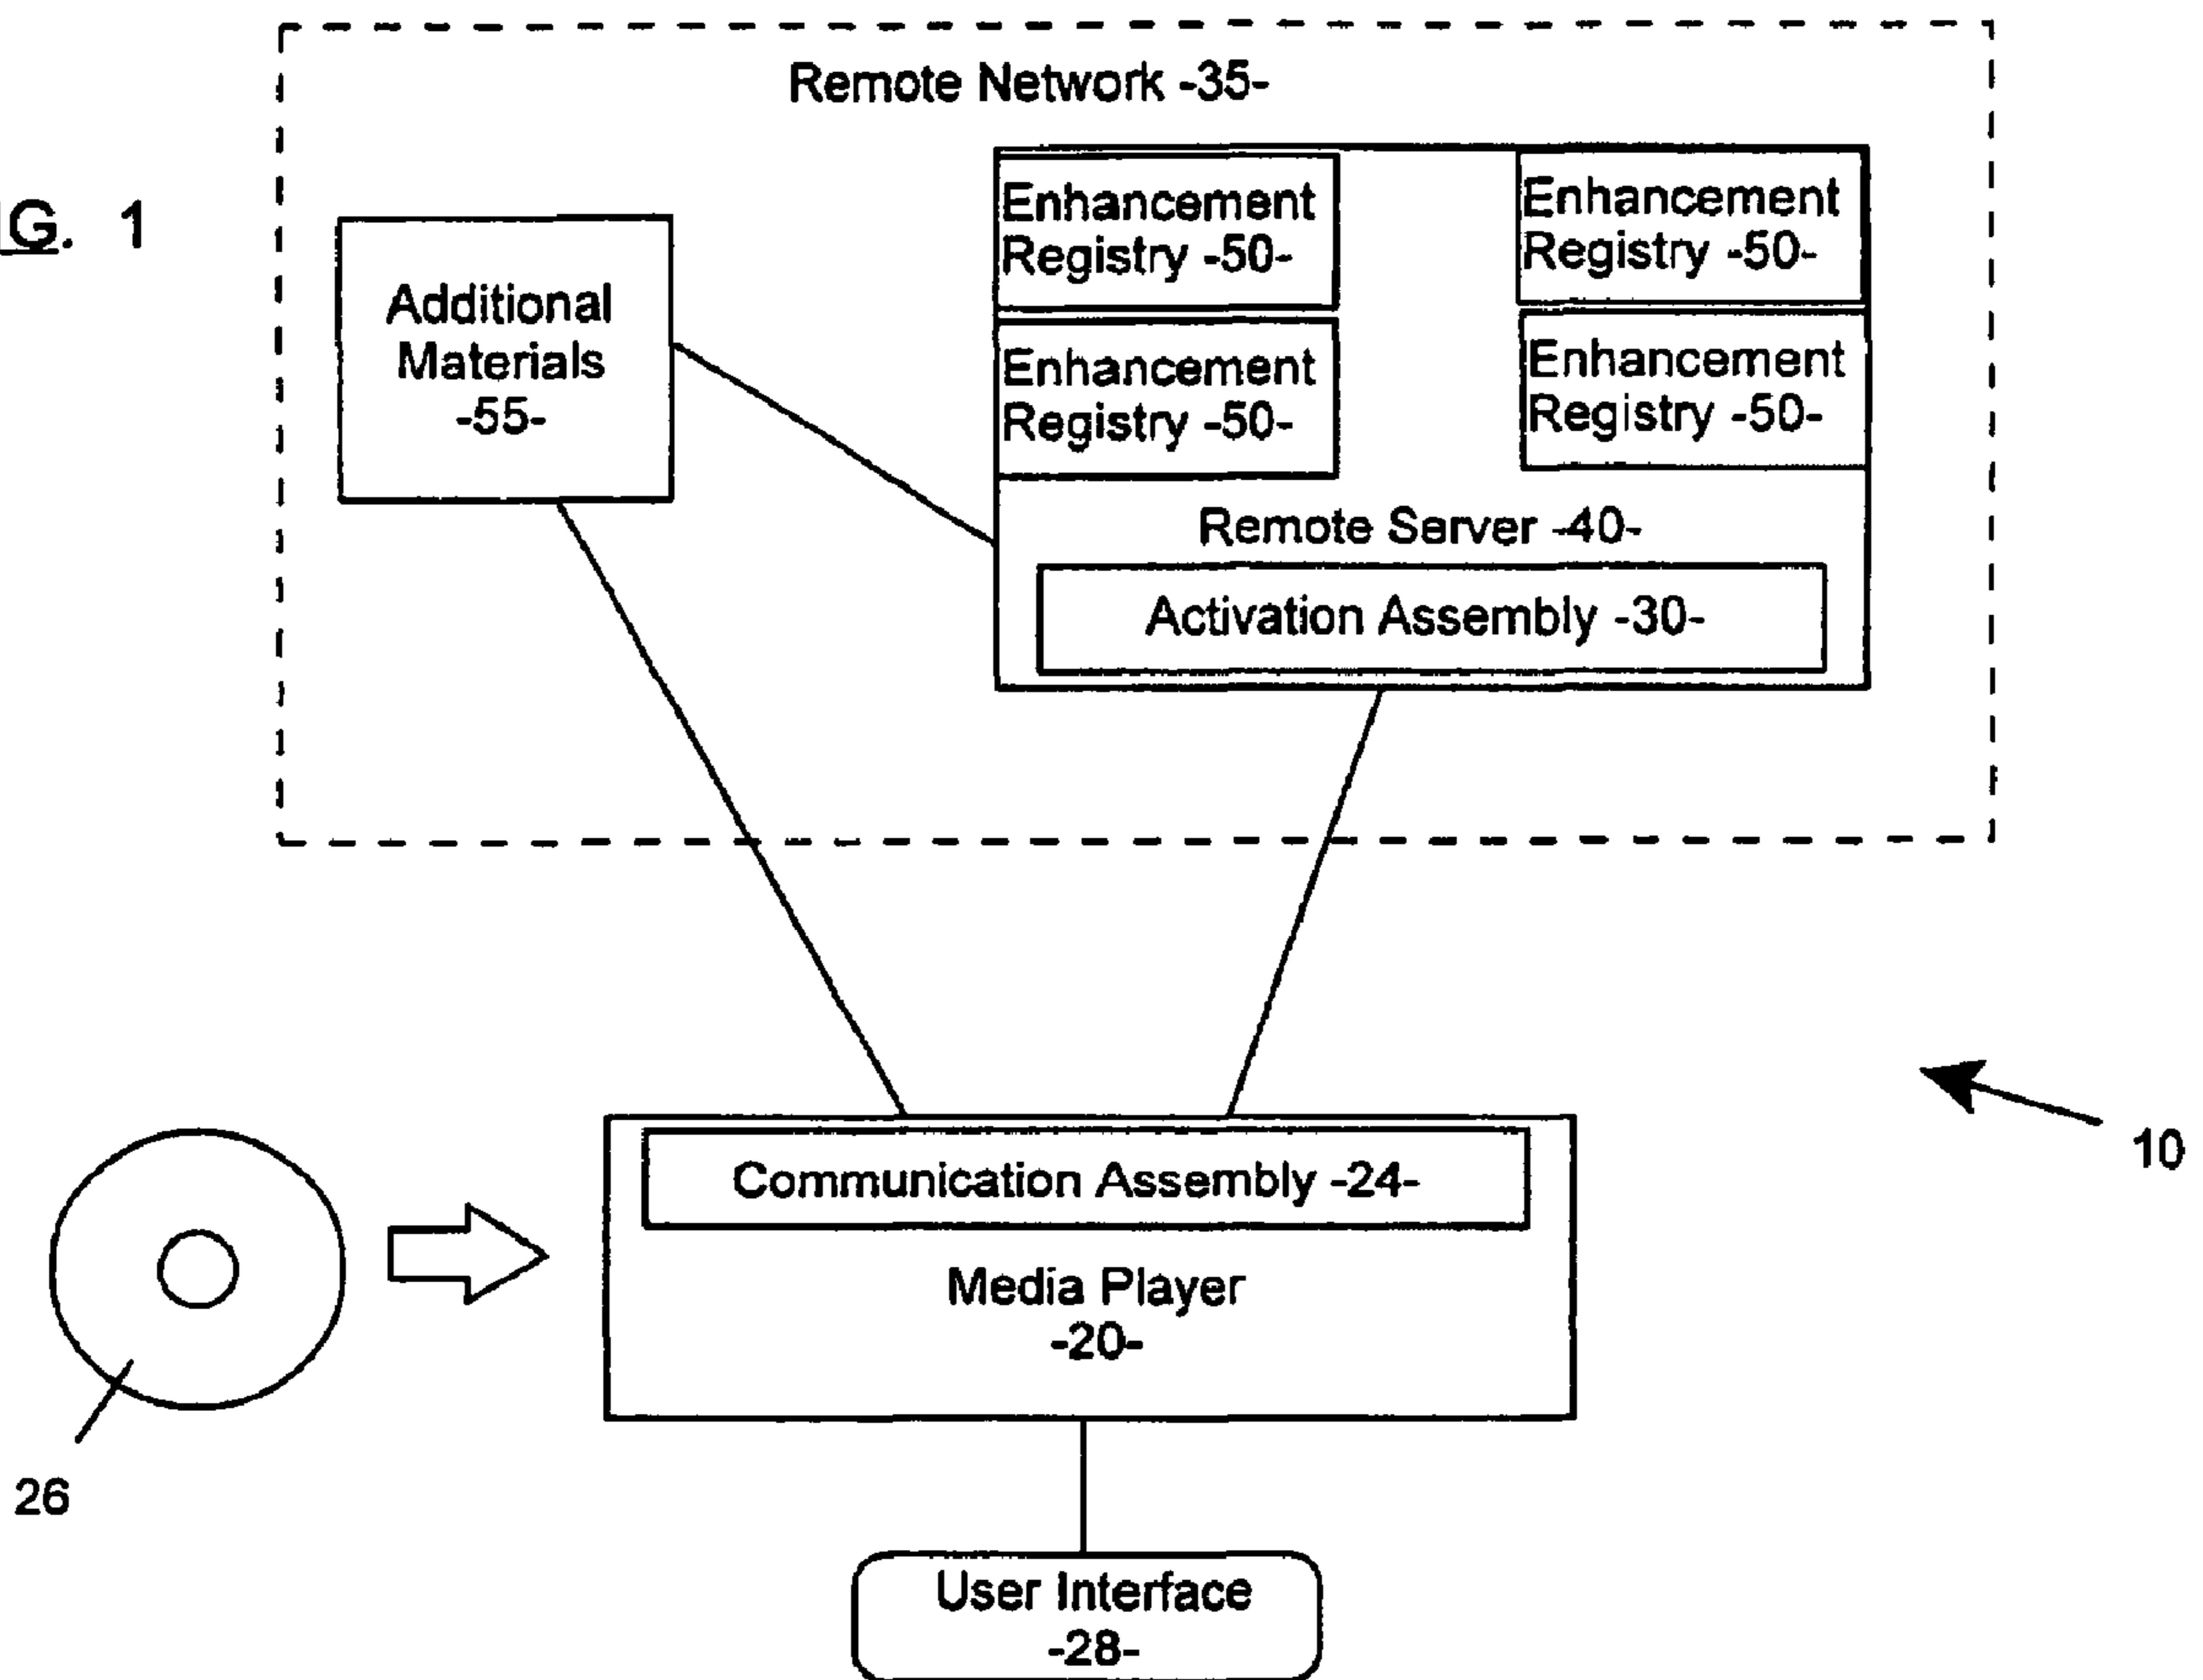 Remote Network -35-
G. 1
Additional
Materials
-55-
Enhancement
Registry -50-
Enhancement
Registry -50-
Enhancement
Registry -50-
Enhancement
Registry -50-
Remote Server -40-
Activation Assembly -30-
10
Communication Assembly -24-
Media Player
-20-
26
User Interface
-28-